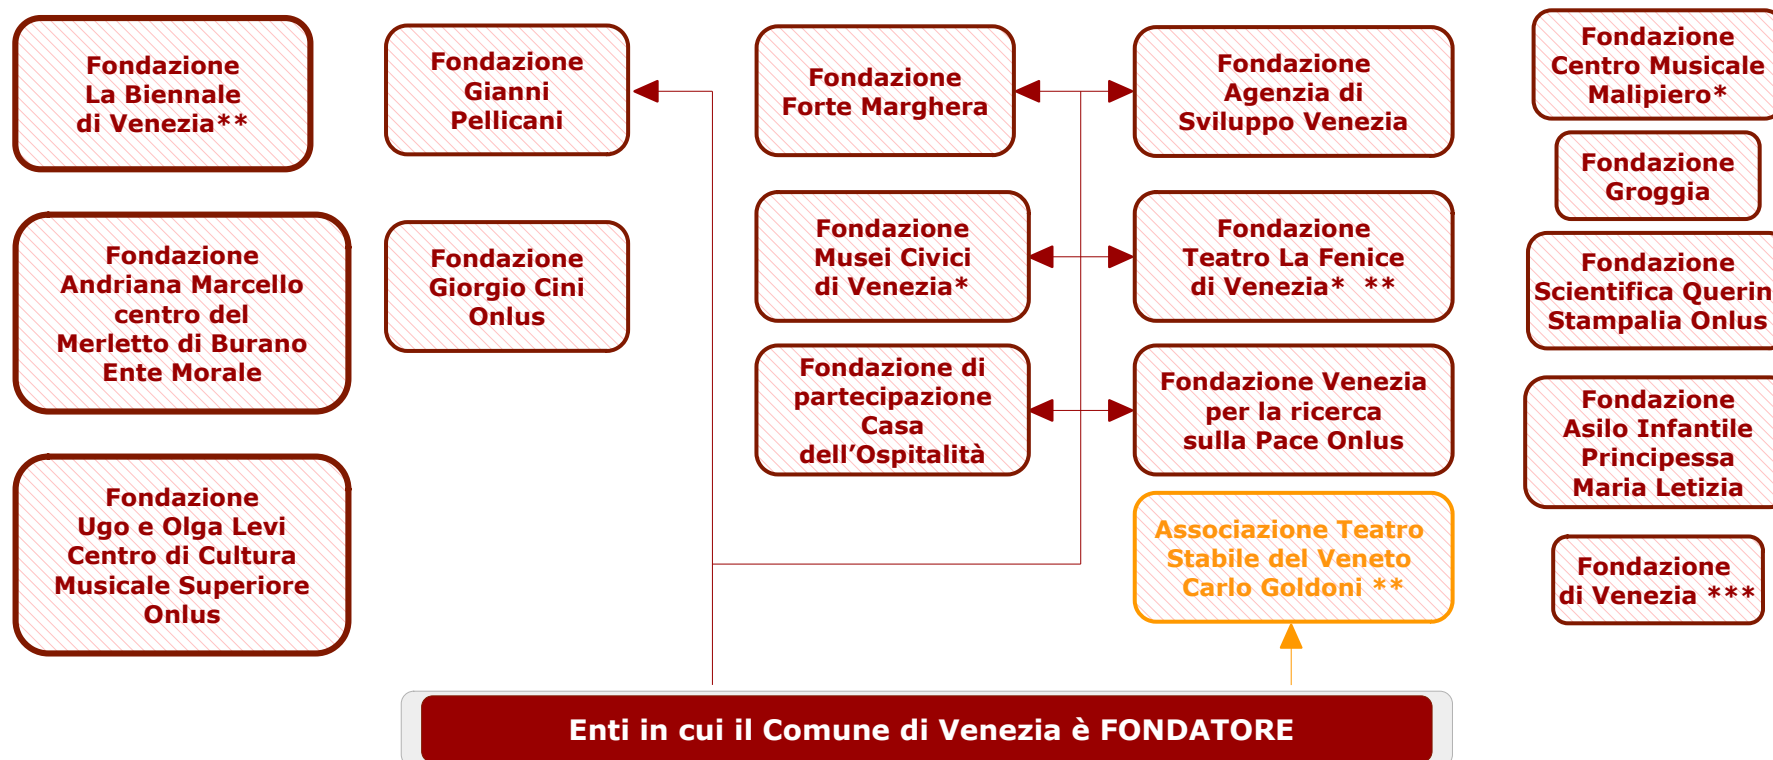 Fondazione
La Biennale
di Venezia**
Fondazione
Andriana Marcello
centro del
Merletto di Burano
Ente Morale
Fondazione
Ugo e Olga Levi
Centro di Cultura
Musicale Superiore
Onlus
Fondazione
Gianni
Pellicani
Fondazione
Giorgio Cini
Onlus
Fondazione
Forte Marghera
Fondazione
Musei Civici
di Venezia*
Fondazione di
partecipazione
Casa
dell’Ospitalità
Fondazione
Agenzia di
Sviluppo Venezia
Fondazione
Teatro La Fenice
di Venezia* **
Fondazione Venezia
per la ricerca
sulla Pace Onlus
Associazione Teatro
Stabile del Veneto
Carlo Goldoni **
Fondazione
Centro Musicale
Malipiero*
Fondazione
Groggia
Fondazione
Scientifica Querin
Stampalia Onlus
Fondazione
Asilo Infantile
Principessa
Maria Letizia
Fondazione
di Venezia ***
Enti in cui il Comune di Venezia è FONDATORE